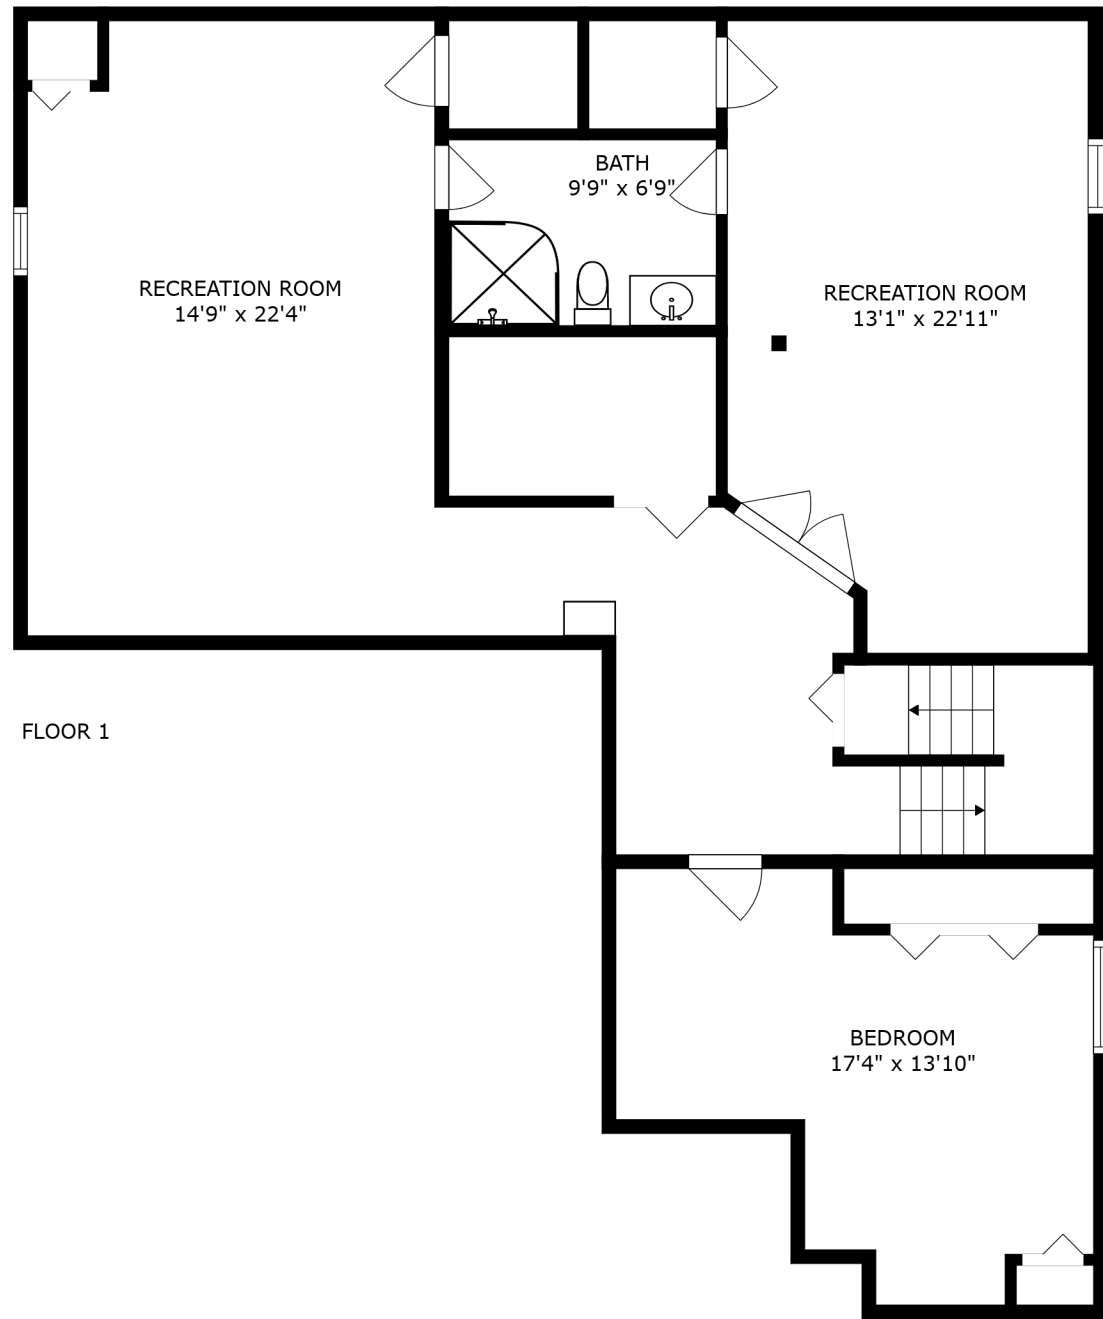 BATH
9'9" x 6'9"
RECREATION ROOM
14'9" x 22'4"
RECREATION ROOM
13'1" x 22'11"
FLOOR 1
BEDROOM
17'4" x 13'10"